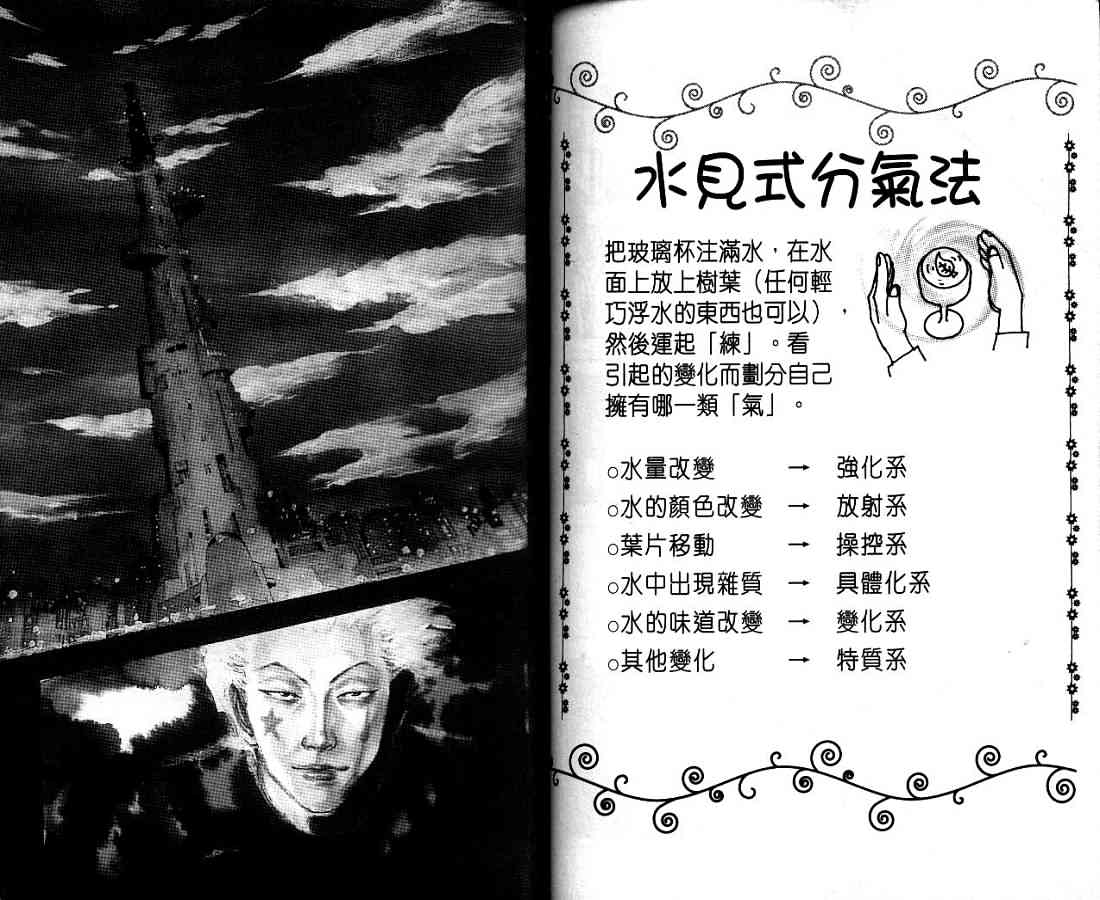 水見式分氣法
把玻璃杯注滿水，在水
面上放上樹葉（任何輕
巧浮水的東西也可以），
然後運起「練」。看
引起的變化而劃分自己
擁有哪一類「氣」。
○水量改變 → 強化系
○水的顏色改變 → 放射系
○葉片移動 → 操控系
○水中出現雜質 → 具體化系
○水的味道改變 → 變化系
○其他變化 → 特質系